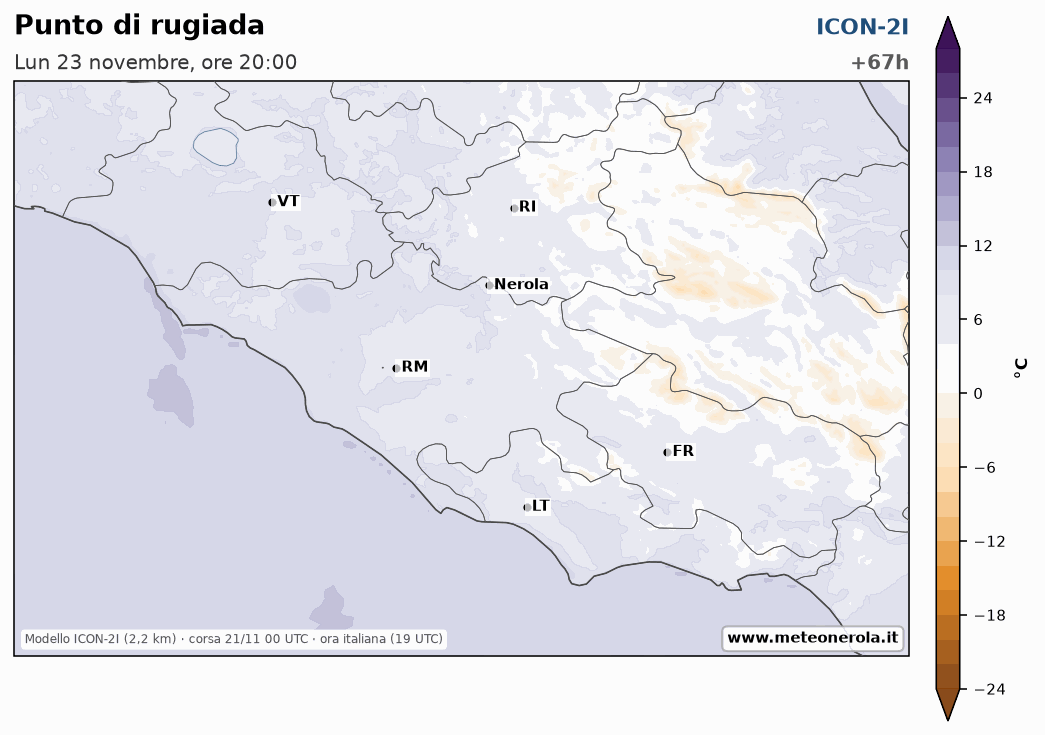 Punto di rugiada
ICON-2I
Lun 23 novembre, ore 20:00
+67h
VT
RI
Nerola
RM
FR
LT
Modello ICON-2I (2,2 km) · corsa 21/11 00 UTC · ora italiana (19 UTC)
www.meteonerola.it
24
18
12
6
0
−6
−12
−18
−24
°C